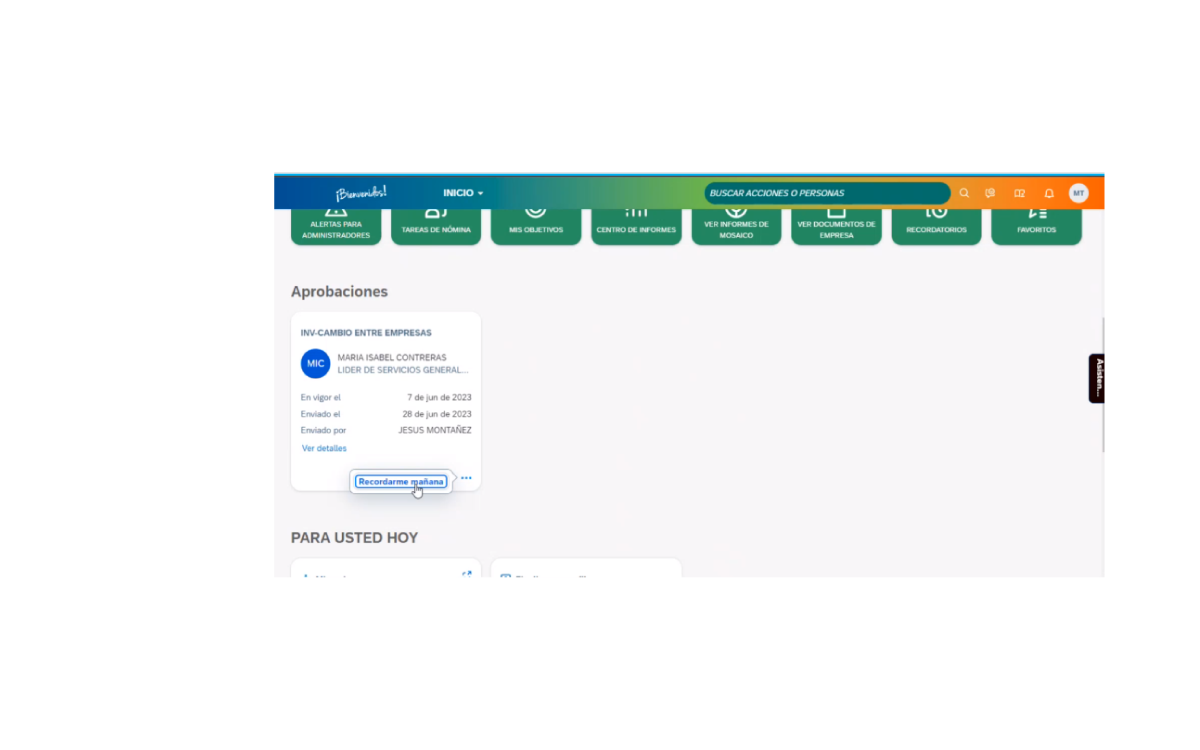 ¡Bienvenidos!
INICIO
BUSCAR ACCIONES O PERSONAS
MT
ALERTAS PARA
ADMINISTRADORES
TAREAS DE NÓMINA
MIS OBJETIVOS
CENTRO DE INFORMES
VER INFORMES DE
MOSAICO
VER DOCUMENTOS DE
EMPRESA
RECORDATORIOS
FAVORITOS
Aprobaciones
INV-CAMBIO ENTRE EMPRESAS
MIC
MARIA ISABEL CONTRERAS
LIDER DE SERVICIOS GENERAL...
En vigor el 7 de jun de 2023
Enviado el 28 de jun de 2023
Enviado por JESUS MONTAÑEZ
Ver detalles
Recordarme mañana
Asisten...
PARA USTED HOY